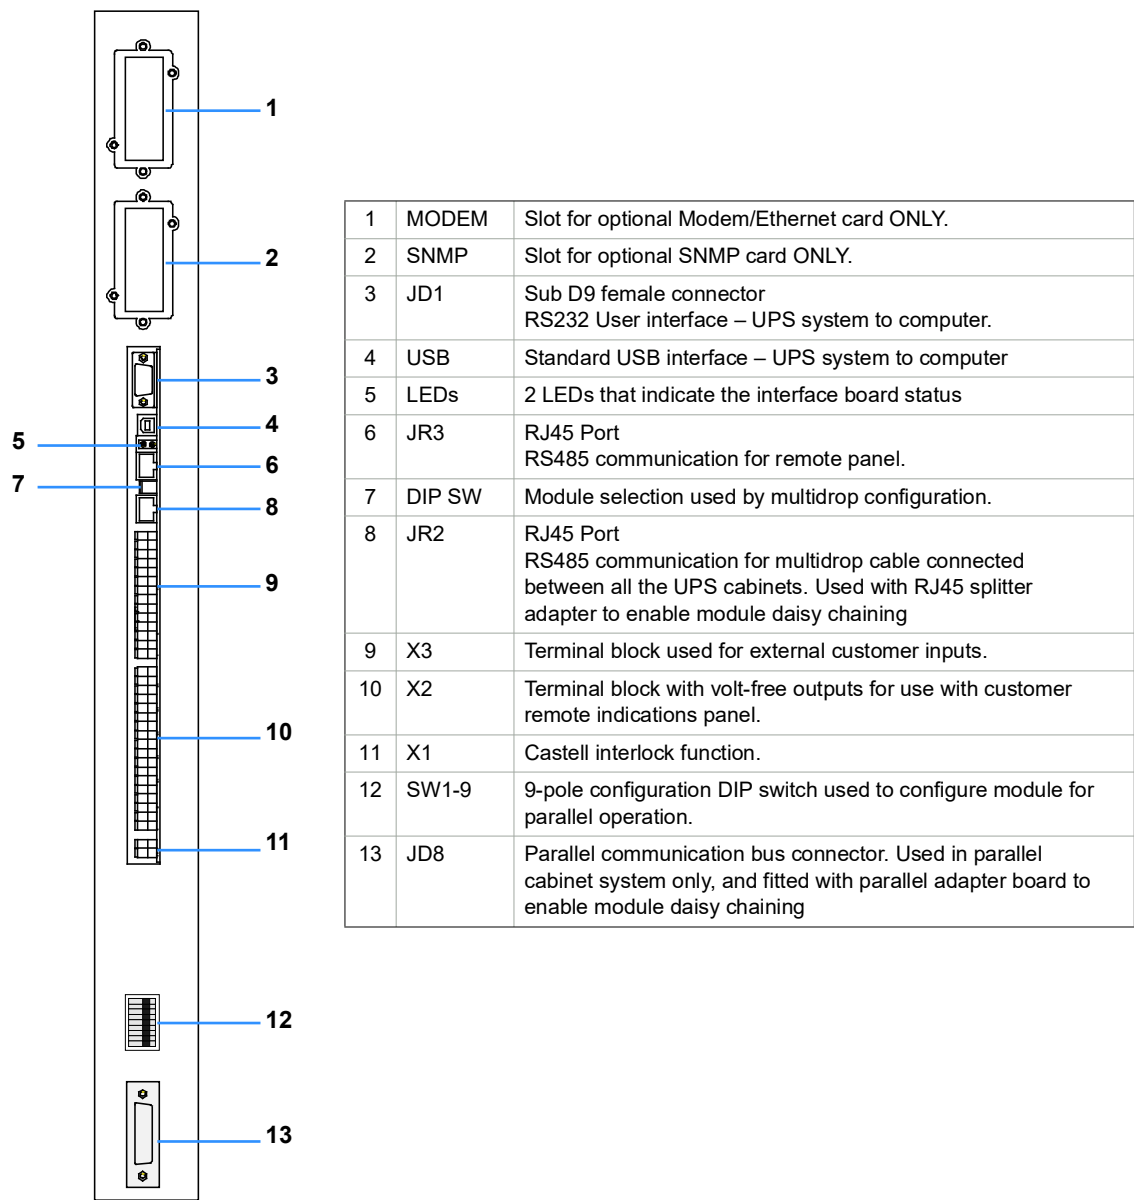 1
2
3
4
5
6
7
8
9
10
11
12
13
1 MODEM Slot for optional Modem/Ethernet card ONLY.
2 SNMP Slot for optional SNMP card ONLY.
3 JD1 Sub D9 female connector
RS232 User interface – UPS system to computer.
4 USB Standard USB interface – UPS system to computer
5 LEDs 2 LEDs that indicate the interface board status
6 JR3 RJ45 Port
RS485 communication for remote panel.
7 DIP SW Module selection used by multidrop configuration.
8 JR2 RJ45 Port
RS485 communication for multidrop cable connected
between all the UPS cabinets. Used with RJ45 splitter
adapter to enable module daisy chaining
9 X3 Terminal block used for external customer inputs.
10 X2 Terminal block with volt-free outputs for use with customer
remote indications panel.
11 X1 Castell interlock function.
12 SW1-9 9-pole configuration DIP switch used to configure module for
parallel operation.
13 JD8 Parallel communication bus connector. Used in parallel
cabinet system only, and fitted with parallel adapter board to
enable module daisy chaining